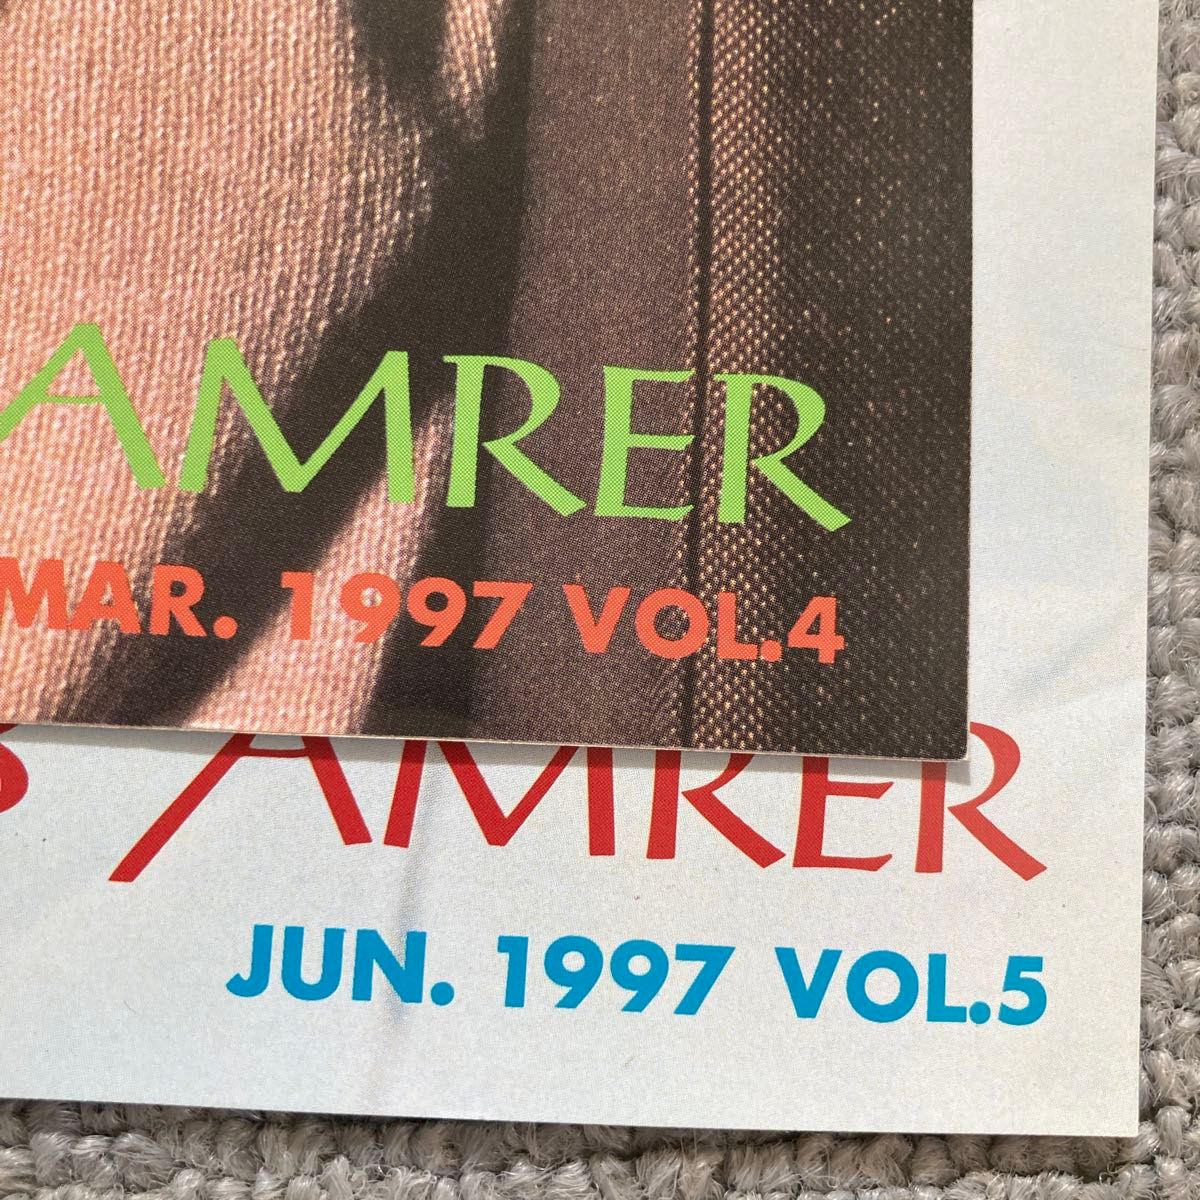 AMRER
MAR. 1997 VOL.4
AMRER
JUN. 1997 VOL.5